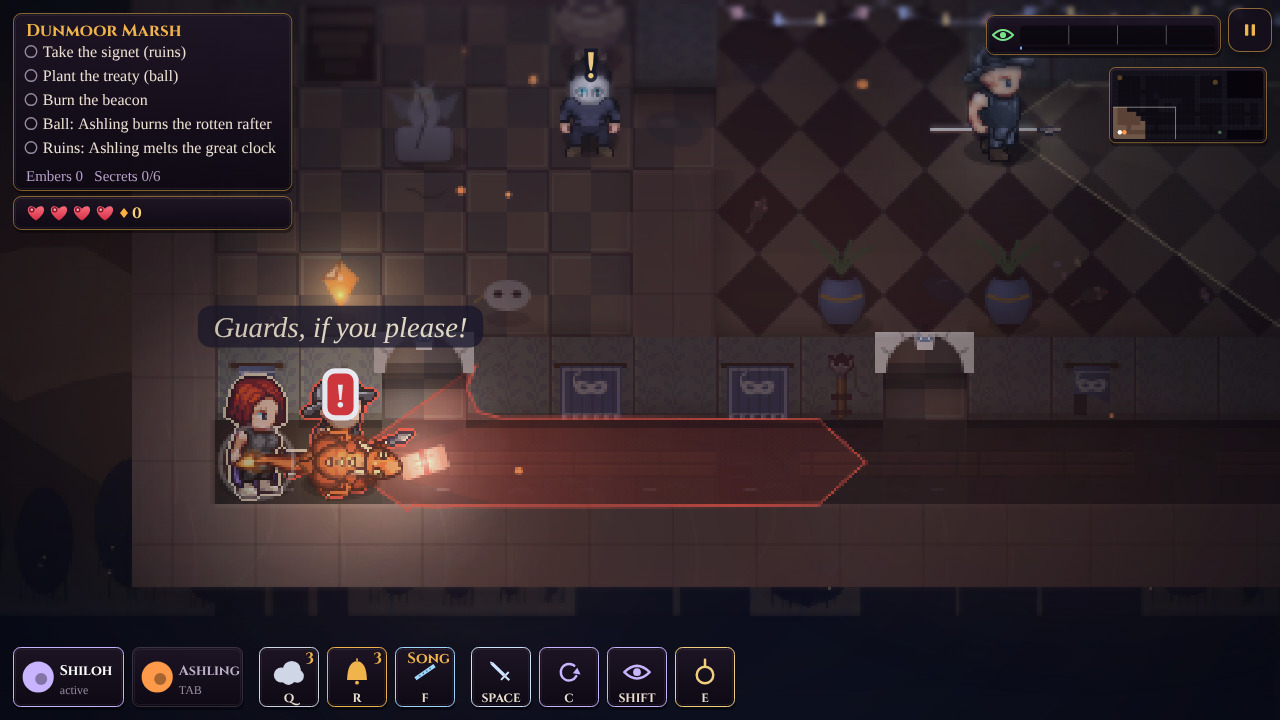 Dunmoor Marsh
Take the signet (ruins)
Plant the treaty (ball)
Burn the beacon
Ball: Ashling burns the rotten rafter
Ruins: Ashling melts the great clock
Embers 0 Secrets 0/6
0
!
Guards, if you please!
!
Shiloh
active
Ashling
TAB
3
Q
3
R
Song
F
SPACE
C
SHIFT
E